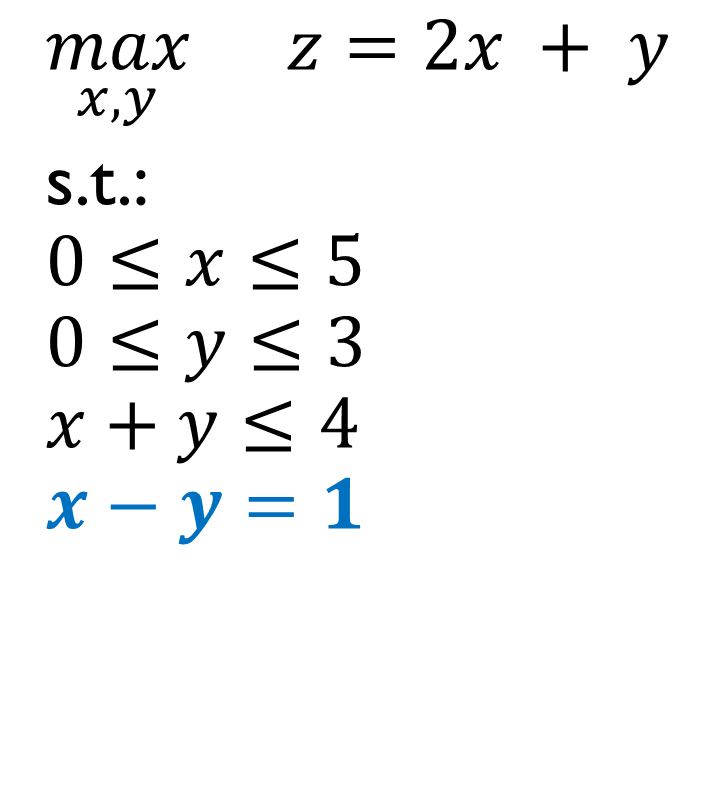 max z = 2x + y
x,y
s.t.:
0 ≤ x ≤ 5
0 ≤ y ≤ 3
x + y ≤ 4
x − y = 1